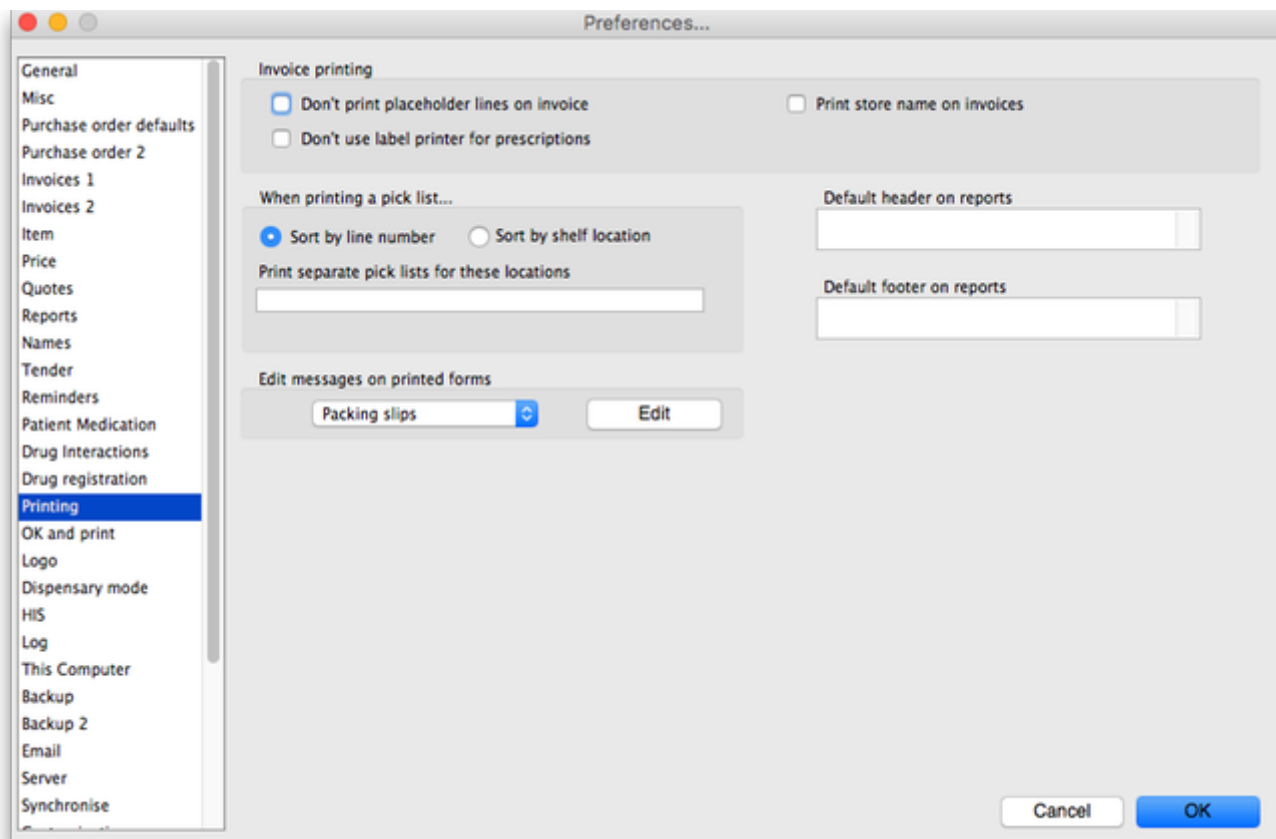 Preferences...
General
Misc
Purchase order defaults
Purchase order 2
Invoices 1
Invoices 2
Item
Price
Quotes
Reports
Names
Tender
Reminders
Patient Medication
Drug Interactions
Drug registration
Printing
OK and print
Logo
Dispensary mode
HIS
Log
This Computer
Backup
Backup 2
Email
Server
Synchronise
Invoice printing
Don't print placeholder lines on invoice
Print store name on invoices
Don't use label printer for prescriptions
When printing a pick list...
Sort by line number
Sort by shelf location
Print separate pick lists for these locations
Default header on reports
Default footer on reports
Edit messages on printed forms
Packing slips
Edit
Cancel
OK